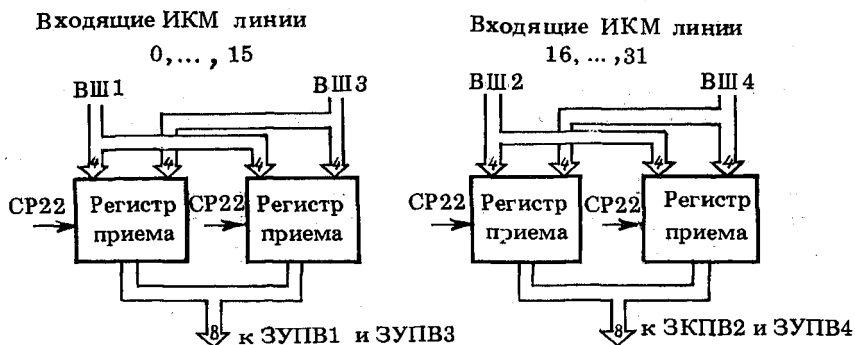 Входящие ИКМ линии
0,..., 15
Входящие ИКМ линии
16, ... ,31
ВШ1
ВШ3
ВШ2
ВШ4
4 4 4 4
4 4 4 4
СР22
Регистр
приема
СР22
Регистр
приема
СР22
Регистр
приема
СР22
Регистр
приема
8 к ЗУПВ1 и ЗУПВ3
8 к ЗКПВ2 и ЗУПВ4